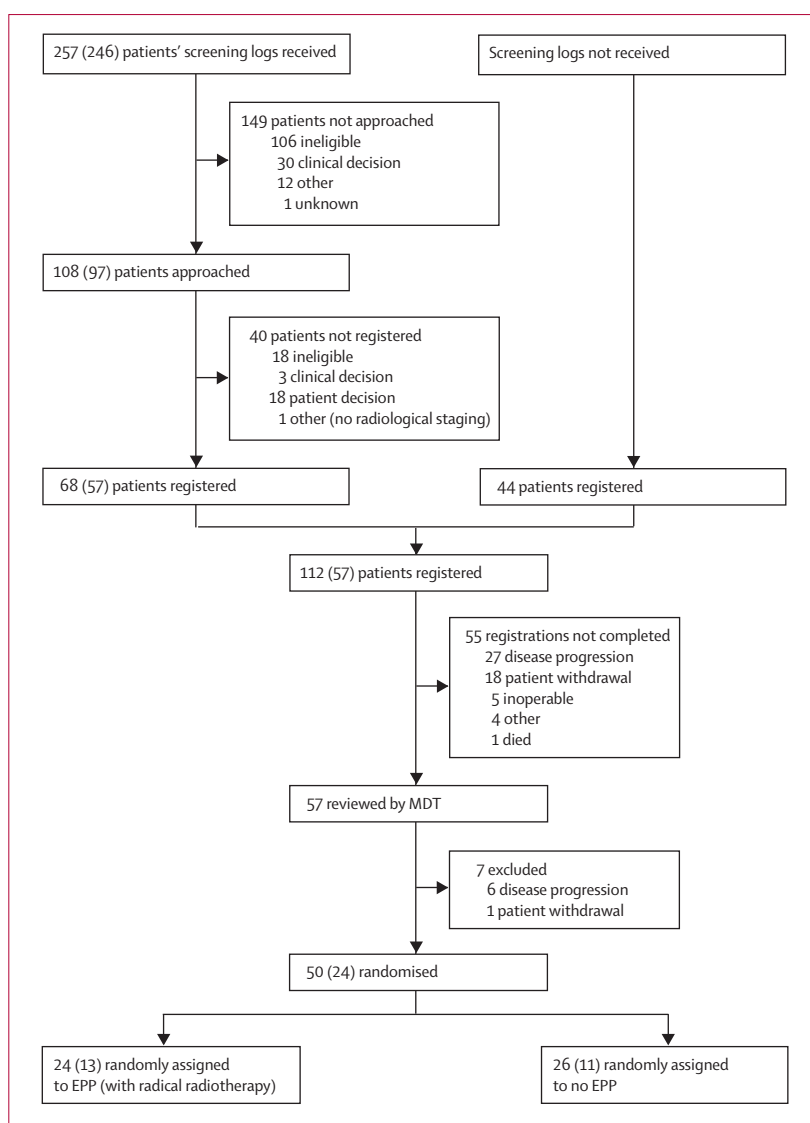 257 (246) patients’ screening logs received
Screening logs not received
149 patients not approached
106 ineligible
30 clinical decision
12 other
1 unknown
108 (97) patients approached
40 patients not registered
18 ineligible
3 clinical decision
18 patient decision
1 other (no radiological staging)
68 (57) patients registered
44 patients registered
112 (57) patients registered
55 registrations not completed
27 disease progression
18 patient withdrawal
5 inoperable
4 other
1 died
57 reviewed by MDT
7 excluded
6 disease progression
1 patient withdrawal
50 (24) randomised
24 (13) randomly assigned
to EPP (with radical radiotherapy)
26 (11) randomly assigned
to no EPP